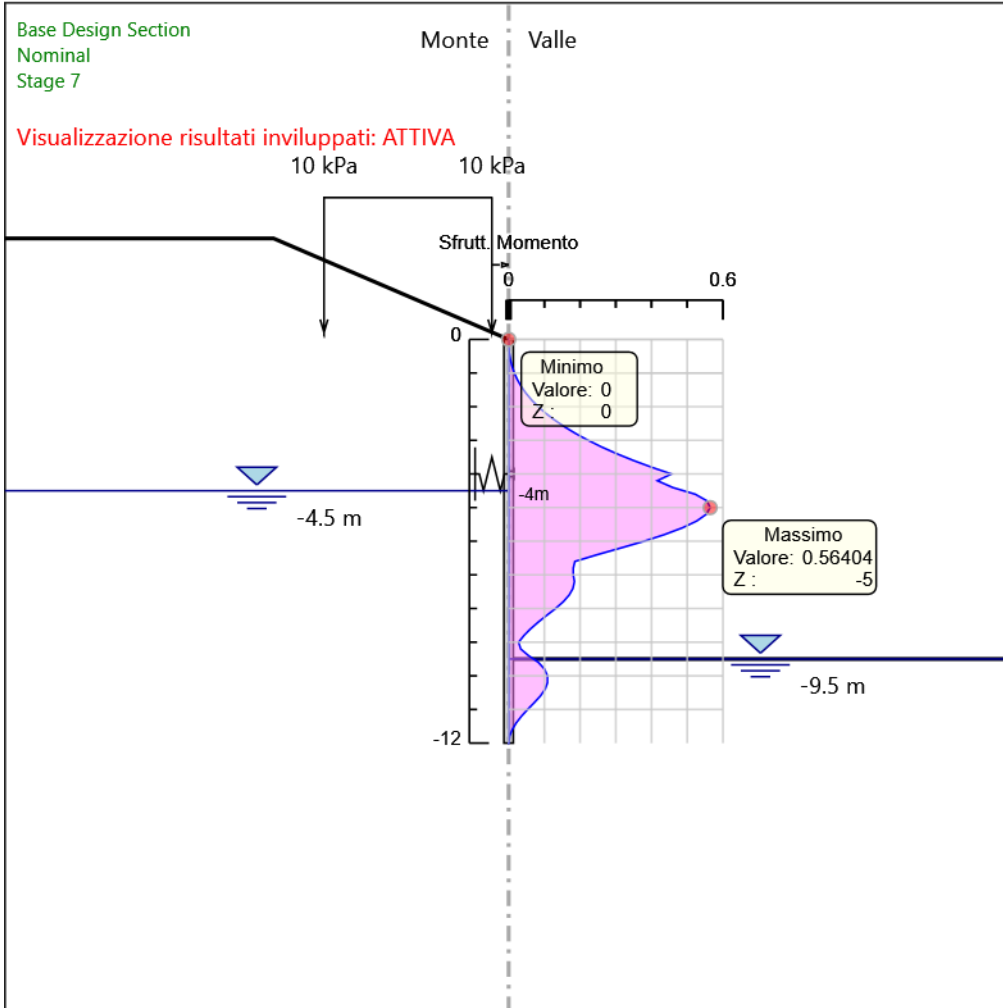 Base Design Section
Nominal
Stage 7
Monte
Valle
Visualizzazione risultati inviluppati: ATTIVA
10 kPa
10 kPa
Sfrutt. Momento
0
0.6
0
Minimo
Valore: 0
Z : 0
-4m
-4.5 m
Massimo
Valore: 0.56404
Z : -5
-9.5 m
-12